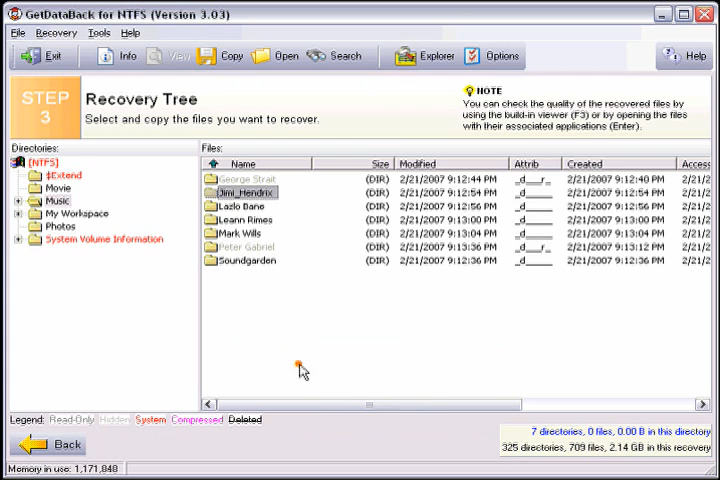 GetDataBack for NTFS (Version 3.03)
File Recovery Tools Help
Exit Info View Copy Open Search Explorer Options Help
STEP 3
Recovery Tree
Select and copy the files you want to recover.
NOTE
You can check the quality of the recovered files by
using the build-in viewer (F3) or by opening the files
with their associated applications (Enter).
Directories:
[NTFS]
$Extend
Movie
Music
My Workspace
Photos
System Volume Information
Files:
Name Size Modified Attrib Created Access
George Strait (DIR) 2/21/2007 9:12:44 PM _d___r_ 2/21/2007 9:12:40 PM 2/21/2
Jimi_Hendrix (DIR) 2/21/2007 9:12:54 PM _d_____ 2/21/2007 9:12:54 PM 2/21/2
Lazlo Bane (DIR) 2/21/2007 9:12:56 PM _d_____ 2/21/2007 9:12:56 PM 2/21/2
Leann Rimes (DIR) 2/21/2007 9:13:00 PM _d_____ 2/21/2007 9:13:00 PM 2/21/2
Mark Wills (DIR) 2/21/2007 9:13:04 PM _d_____ 2/21/2007 9:13:04 PM 2/21/2
Peter Gabriel (DIR) 2/21/2007 9:13:36 PM _d___r_ 2/21/2007 9:13:12 PM 2/21/2
Soundgarden (DIR) 2/21/2007 9:12:36 PM _d_____ 2/21/2007 9:12:36 PM 2/21/2
Legend: Read-Only Hidden System Compressed Deleted
Back
7 directories, 0 files, 0.00 B in this directory
325 directories, 709 files, 2.14 GB in this recovery
Memory in use: 1,171,848